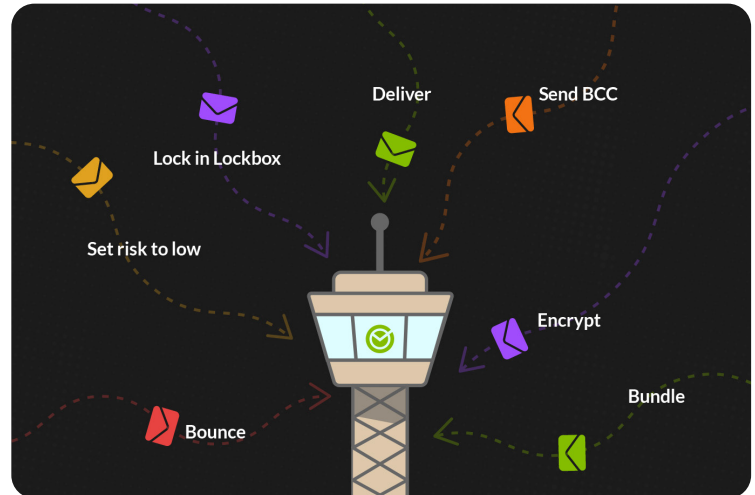 Deliver
Send BCC
Lock in Lockbox
Set risk to low
Encrypt
Bundle
Bounce